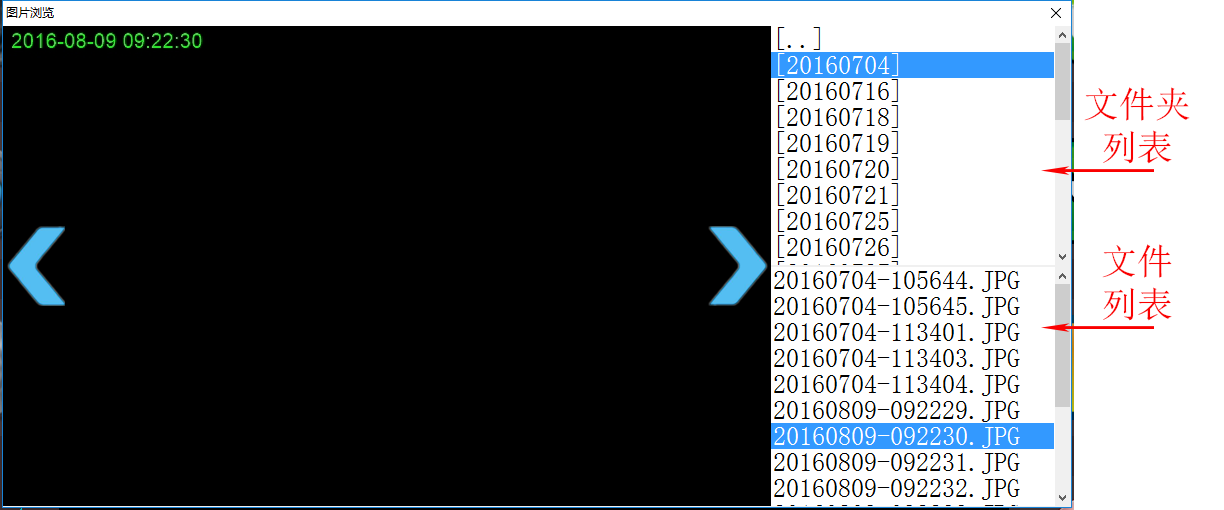 图片浏览
2016-08-09 09:22:30
[..]
[20160704]
[20160716]
[20160718]
[20160719]
[20160720]
[20160721]
[20160725]
[20160726]
文件夹
列表
20160704-105644.JPG
20160704-105645.JPG
20160704-113401.JPG
20160704-113403.JPG
20160704-113404.JPG
20160809-092229.JPG
20160809-092230.JPG
20160809-092231.JPG
20160809-092232.JPG
文件
列表